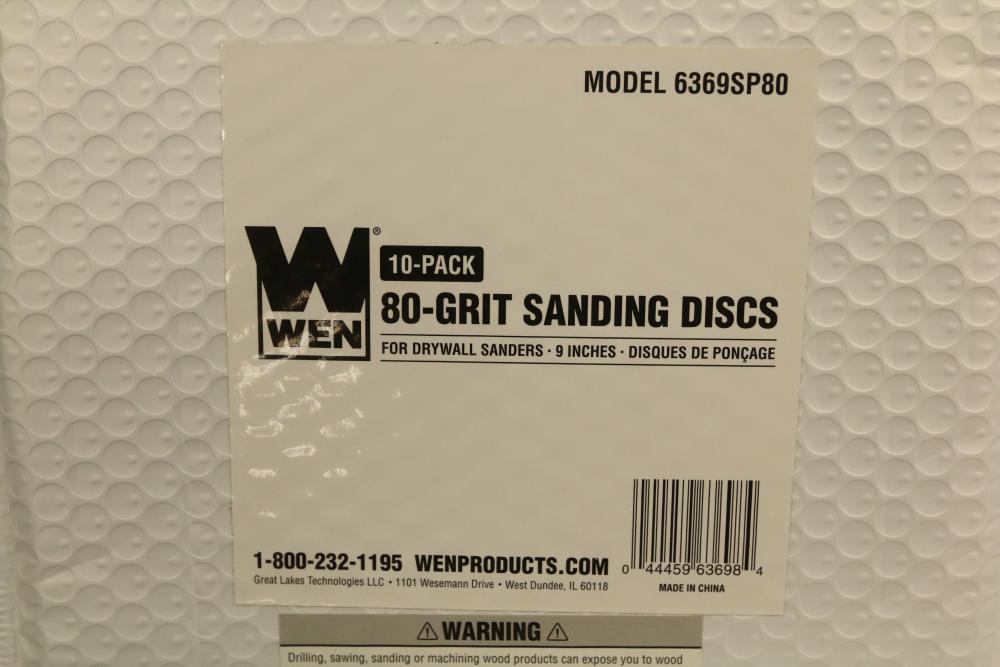 MODEL 6369SP80
WEN®
10-PACK
80-GRIT SANDING DISCS
FOR DRYWALL SANDERS · 9 INCHES · DISQUES DE PONÇAGE
1-800-232-1195 WENPRODUCTS.COM
Great Lakes Technologies LLC • 1101 Wesemann Drive • West Dundee, IL 60118
0 44459 63698 4
MADE IN CHINA
⚠ WARNING ⚠
Drilling, sawing, sanding or machining wood products can expose you to wood